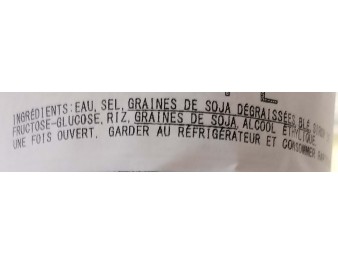 INGRÉDIENTS: EAU, SEL, GRAINES DE SOJA DÉGRAISSÉES, BLÉ, SIROP
FRUCTOSE-GLUCOSE, RIZ, GRAINES DE SOJA, ALCOOL ÉTHYLIQUE.
UNE FOIS OUVERT, GARDER AU RÉFRIGÉRATEUR ET CONSOMMER